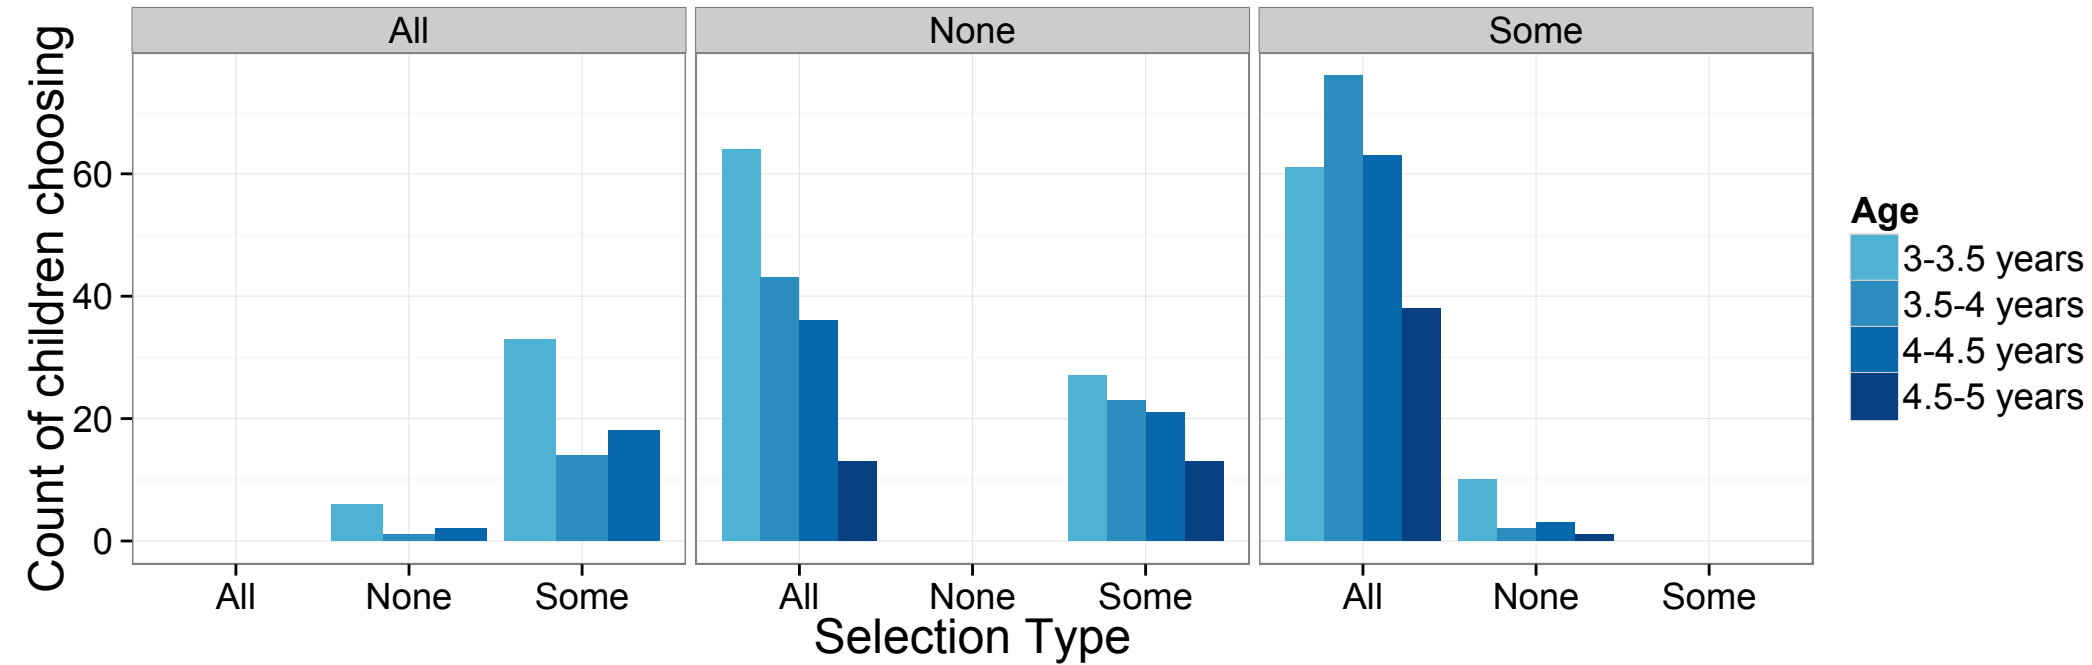 All None Some
Count of children choosing
60
40
20
0
All None Some All None Some All None Some
Selection Type
Age
3-3.5 years
3.5-4 years
4-4.5 years
4.5-5 years